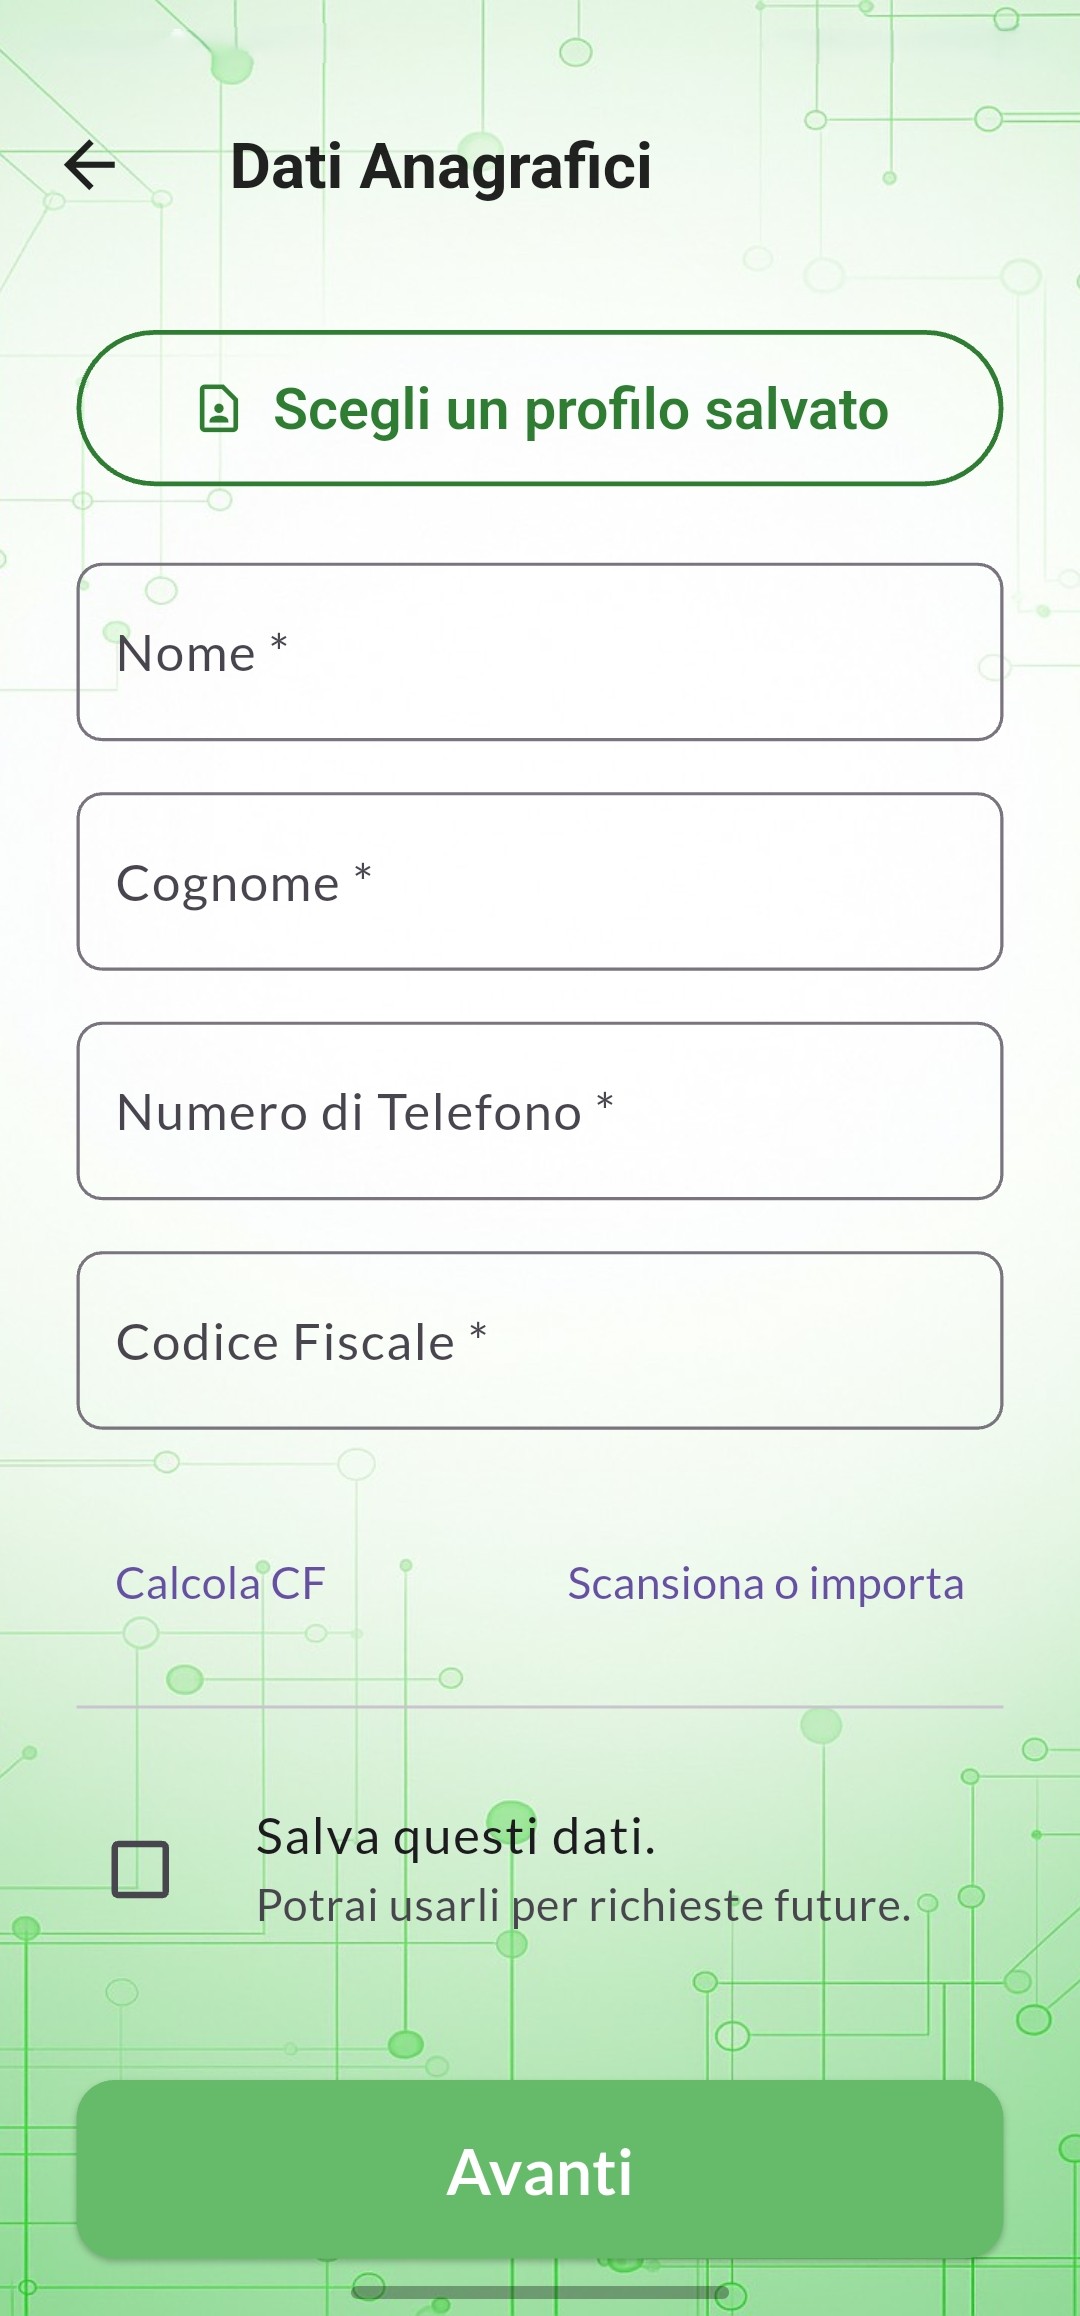 Dati Anagrafici
Scegli un profilo salvato
Nome *
Cognome *
Numero di Telefono *
Codice Fiscale *
Calcola CF
Scansiona o importa
Salva questi dati.
Potrai usarli per richieste future.
Avanti